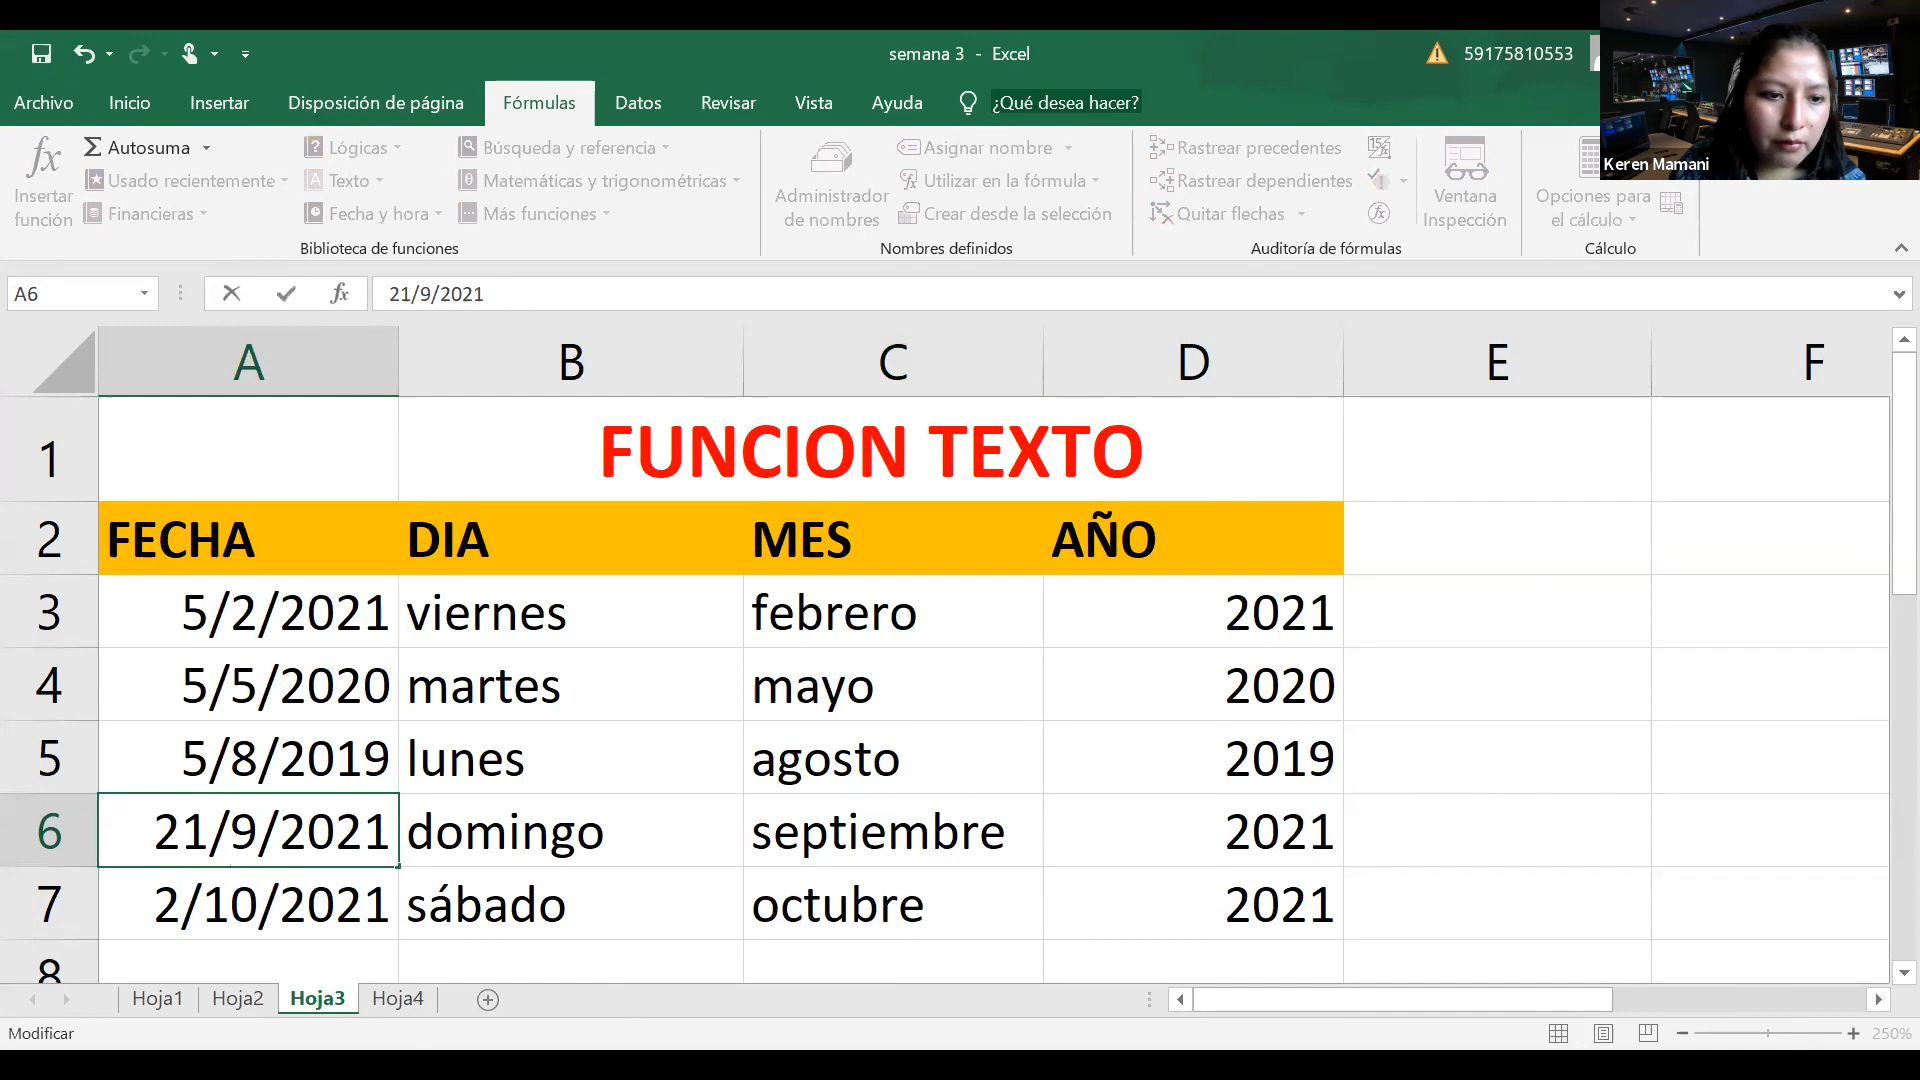 semana 3 - Excel
59175810553
Archivo Inicio Insertar Disposición de página Fórmulas Datos Revisar Vista Ayuda ¿Qué desea hacer?
Keren Mamani
fx Insertar función
Σ Autosuma
Usado recientemente
Financieras
Lógicas
Texto
Fecha y hora
Búsqueda y referencia
Matemáticas y trigonométricas
Más funciones
Biblioteca de funciones
Administrador de nombres
Asignar nombre
Utilizar en la fórmula
Crear desde la selección
Nombres definidos
Rastrear precedentes
Rastrear dependientes
Quitar flechas
Ventana Inspección
Auditoría de fórmulas
Opciones para el cálculo
Cálculo
A6 fx 21/9/2021
A B C D E F
1 FUNCION TEXTO
2 FECHA DIA MES AÑO
3 5/2/2021 viernes febrero 2021
4 5/5/2020 martes mayo 2020
5 5/8/2019 lunes agosto 2019
6 21/9/2021 domingo septiembre 2021
7 2/10/2021 sábado octubre 2021
8
Hoja1 Hoja2 Hoja3 Hoja4
Modificar 250%